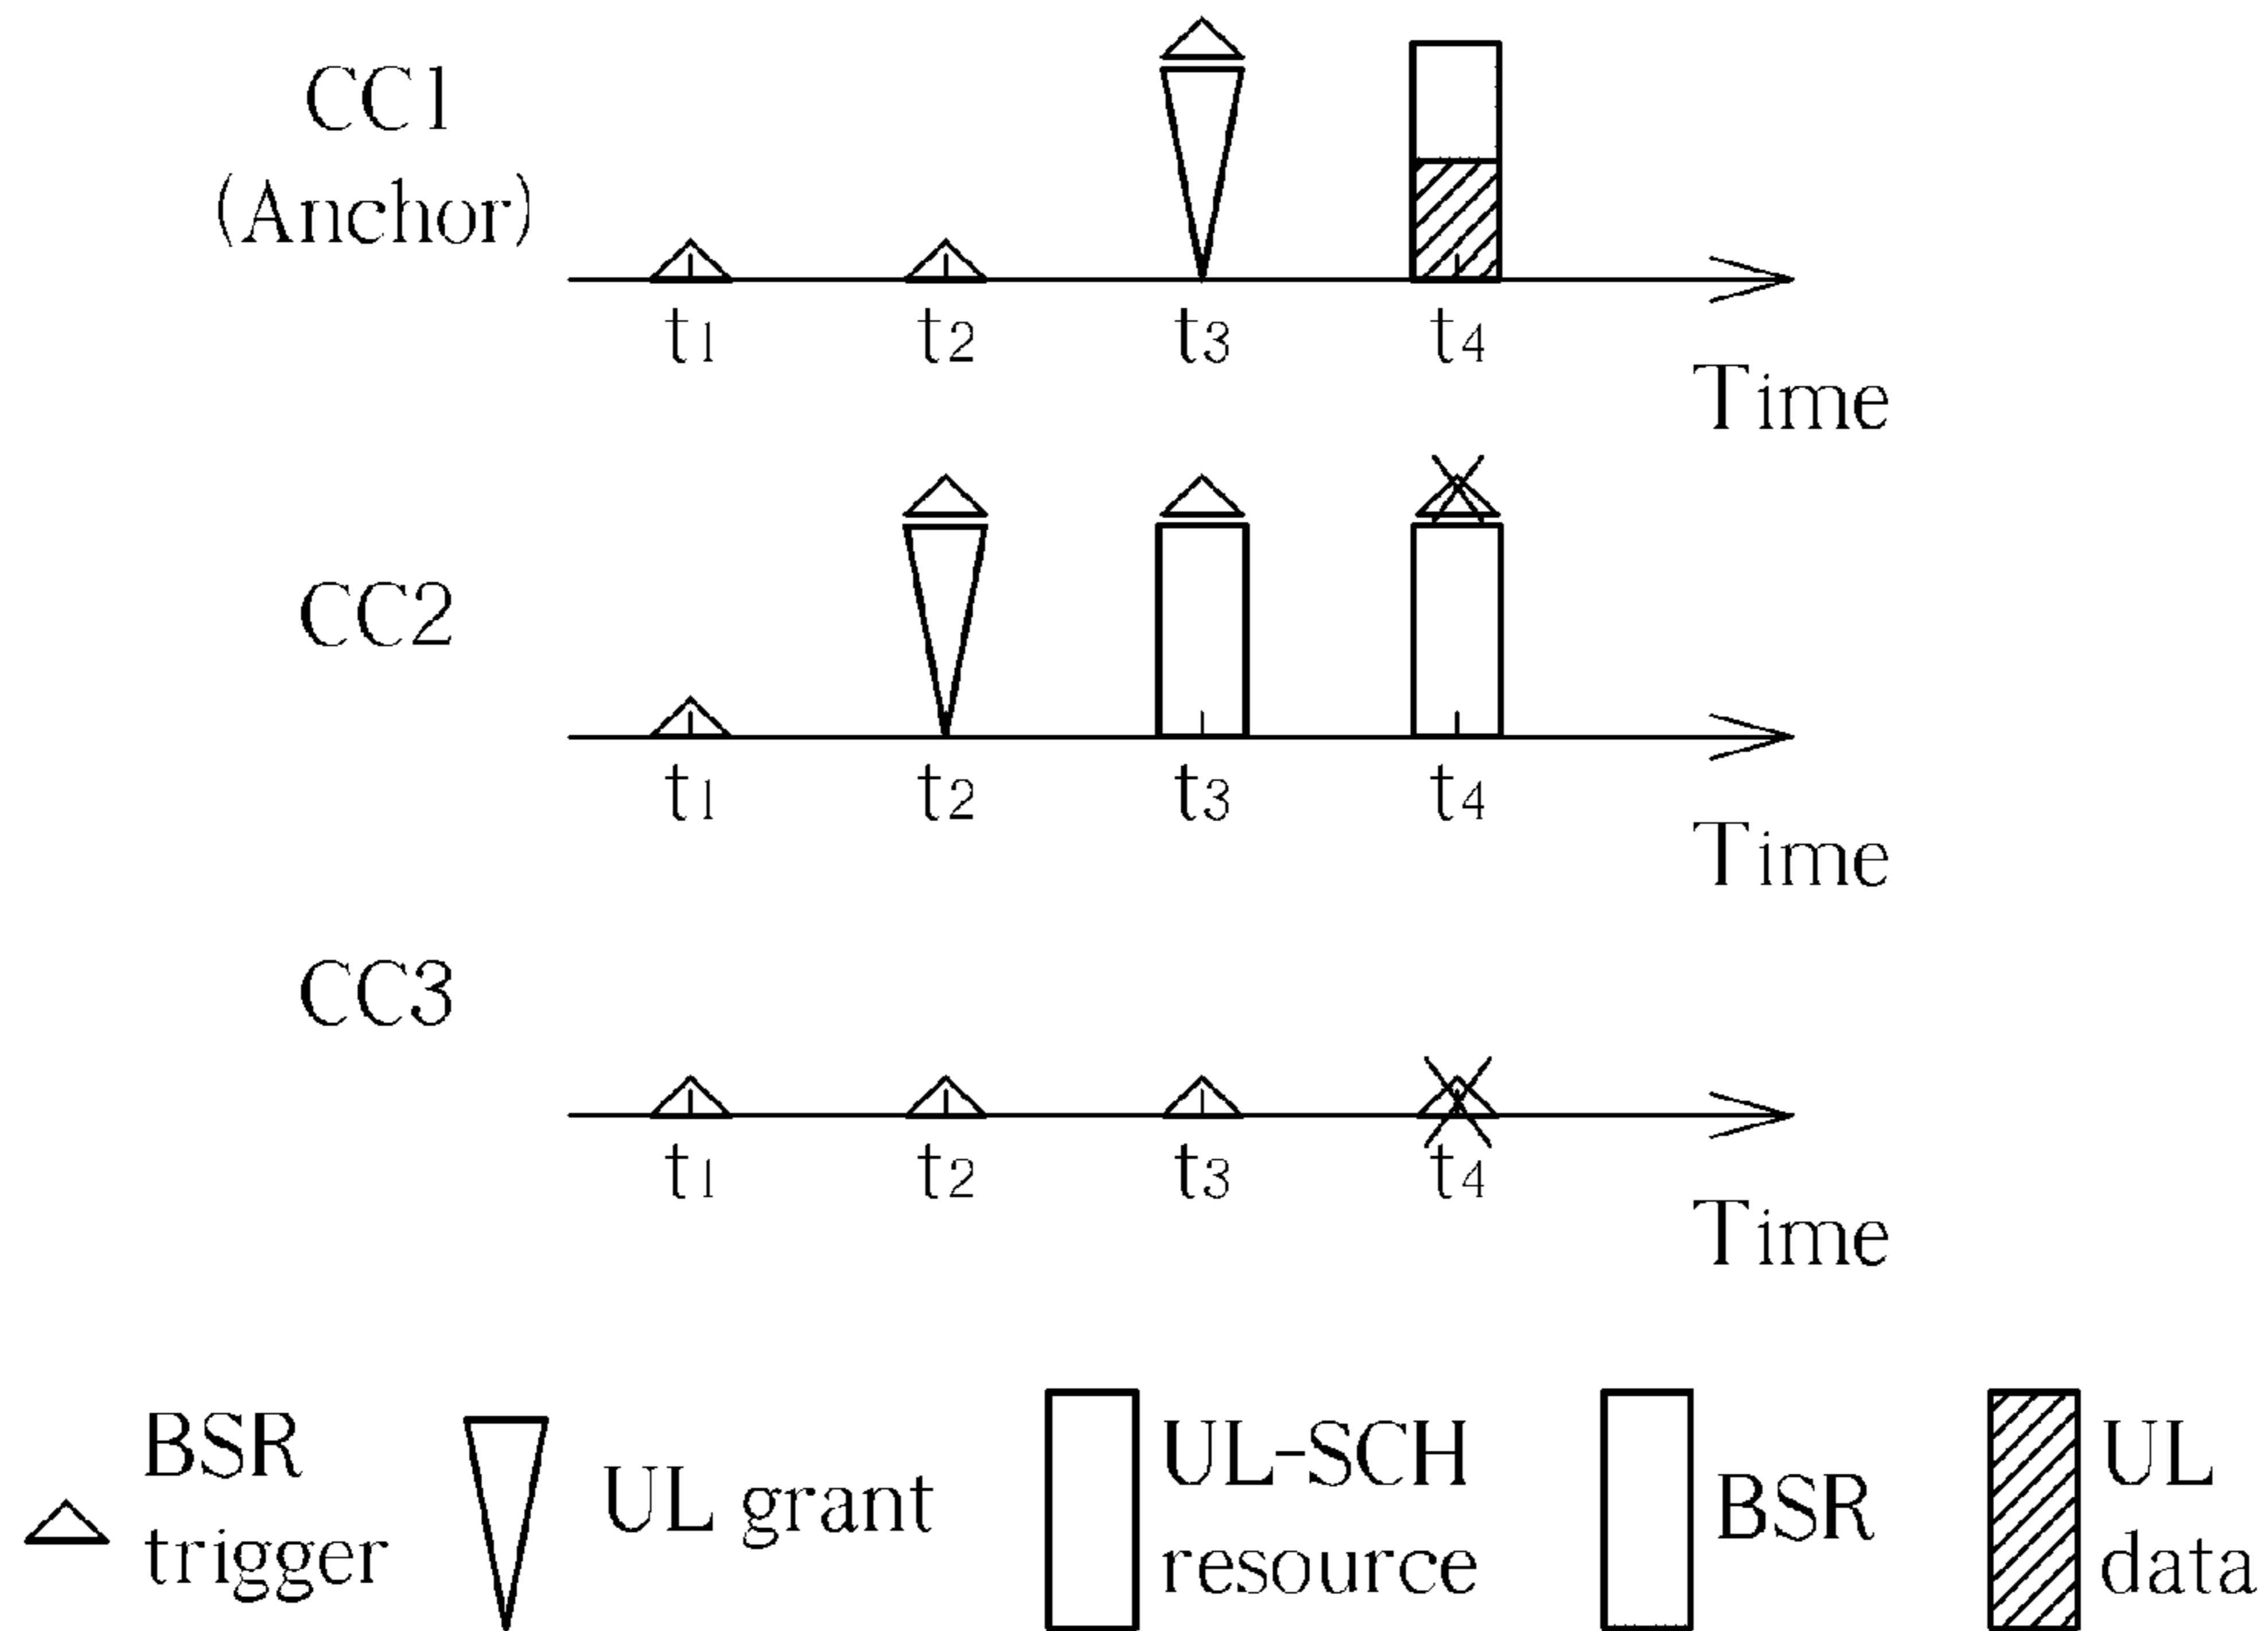 CC1
(Anchor)
t1 t2 t3 t4
Time
CC2
t1 t2 t3 t4
Time
CC3
t1 t2 t3 t4
Time
BSR
trigger
UL grant
UL-SCH
resource
BSR
UL
data